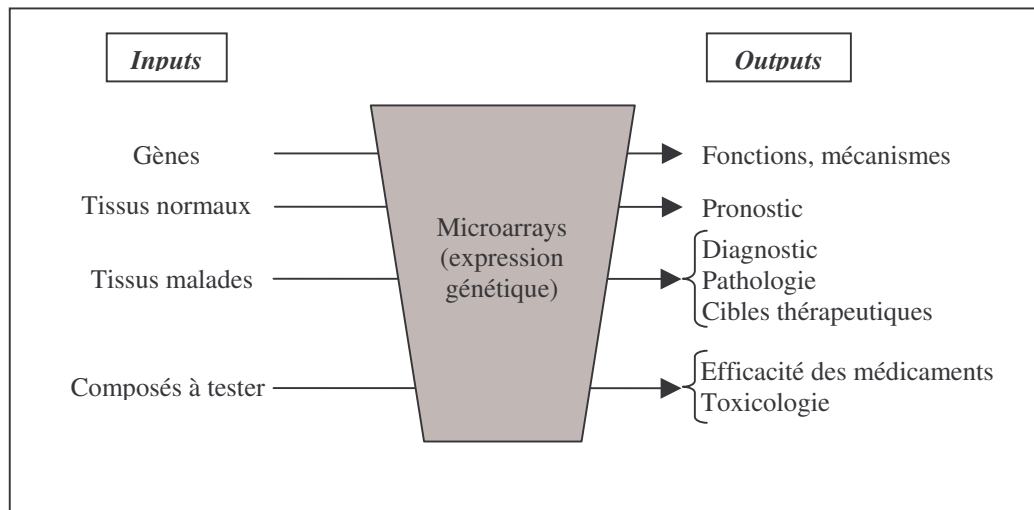 Inputs
Outputs
Gènes
Fonctions, mécanismes
Tissus normaux
Pronostic
Microarrays
(expression
génétique)
Tissus malades
Diagnostic
Pathologie
Cibles thérapeutiques
Composés à tester
Efficacité des médicaments
Toxicologie